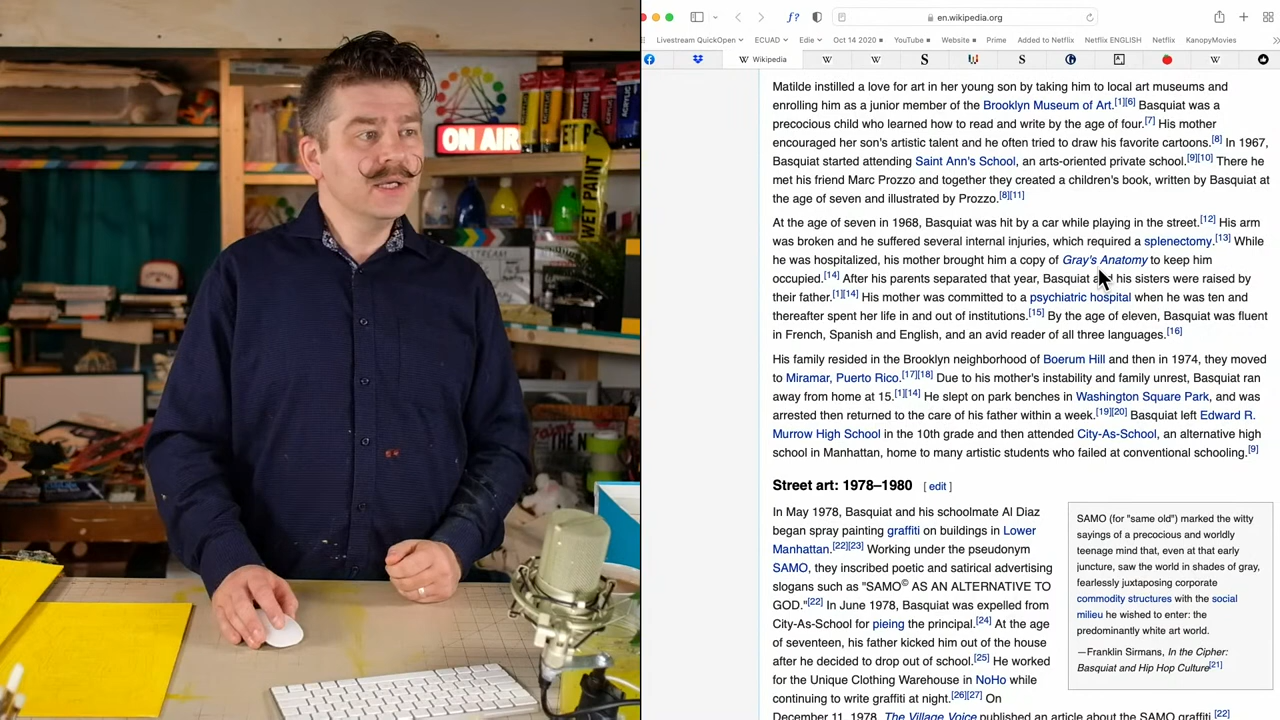 ON AIR
ACRYLIC
WET PAINT
en.wikipedia.org
Livestream QuickOpen
ECUAD
Edie
Oct 14 2020
YouTube
Website
Prime
Added to Netflix
Netflix ENGLISH
Netflix
KanopyMovies
Wikipedia
Matilde instilled a love for art in her young son by taking him to local art museums and
enrolling him as a junior member of the Brooklyn Museum of Art.[1][6] Basquiat was a
precocious child who learned how to read and write by the age of four.[7] His mother
encouraged her son's artistic talent and he often tried to draw his favorite cartoons.[8] In 1967,
Basquiat started attending Saint Ann's School, an arts-oriented private school.[9][10] There he
met his friend Marc Prozzo and together they created a children's book, written by Basquiat at
the age of seven and illustrated by Prozzo.[8][11]
At the age of seven in 1968, Basquiat was hit by a car while playing in the street.[12] His arm
was broken and he suffered several internal injuries, which required a splenectomy.[13] While
he was hospitalized, his mother brought him a copy of Gray's Anatomy to keep him
occupied.[14] After his parents separated that year, Basquiat and his sisters were raised by
their father.[1][14] His mother was committed to a psychiatric hospital when he was ten and
thereafter spent her life in and out of institutions.[15] By the age of eleven, Basquiat was fluent
in French, Spanish and English, and an avid reader of all three languages.[16]
His family resided in the Brooklyn neighborhood of Boerum Hill and then in 1974, they moved
to Miramar, Puerto Rico.[17][18] Due to his mother's instability and family unrest, Basquiat ran
away from home at 15.[1][14] He slept on park benches in Washington Square Park, and was
arrested then returned to the care of his father within a week.[19][20] Basquiat left Edward R.
Murrow High School in the 10th grade and then attended City-As-School, an alternative high
school in Manhattan, home to many artistic students who failed at conventional schooling.[9]
Street art: 1978–1980 [ edit ]
In May 1978, Basquiat and his schoolmate Al Diaz
began spray painting graffiti on buildings in Lower
Manhattan.[22][23] Working under the pseudonym
SAMO, they inscribed poetic and satirical advertising
slogans such as "SAMO© AS AN ALTERNATIVE TO
GOD."[22] In June 1978, Basquiat was expelled from
City-As-School for pieing the principal.[24] At the age
of seventeen, his father kicked him out of the house
after he decided to drop out of school.[25] He worked
for the Unique Clothing Warehouse in NoHo while
continuing to write graffiti at night.[26][27] On
December 11, 1978, The Village Voice published an article about the SAMO graffiti.[22]
SAMO (for "same old") marked the witty
sayings of a precocious and worldly
teenage mind that, even at that early
juncture, saw the world in shades of gray,
fearlessly juxtaposing corporate
commodity structures with the social
milieu he wished to enter: the
predominantly white art world.
—Franklin Sirmans, In the Cipher:
Basquiat and Hip Hop Culture[21]